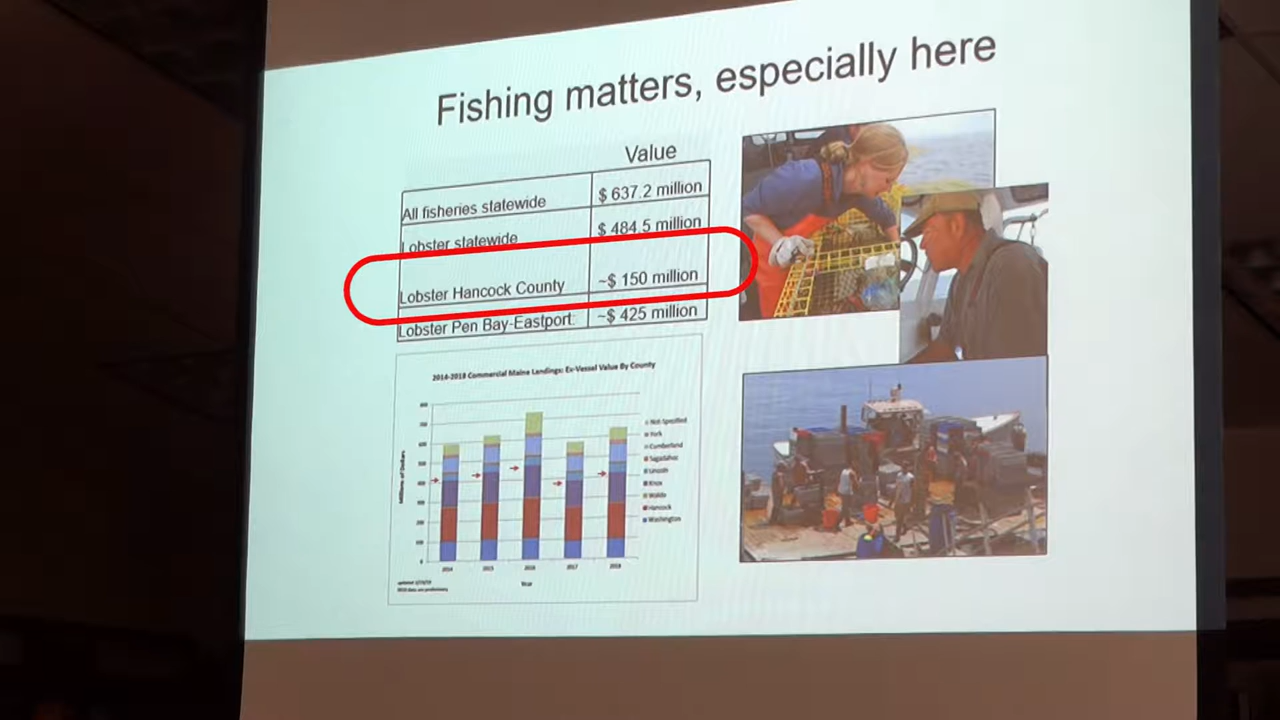 Fishing matters, especially here
Value
All fisheries statewide $ 637.2 million
Lobster statewide $ 484.5 million
Lobster Hancock County ~$ 150 million
Lobster Pen Bay-Eastport: ~$ 425 million
2014-2018 Commercial Maine Landings: Ex-Vessel Value By County
Millions of Dollars
Not Specified
York
Cumberland
Sagadahoc
Lincoln
Knox
Waldo
Hancock
Washington
2014 2015 2016 2017 2018
Year